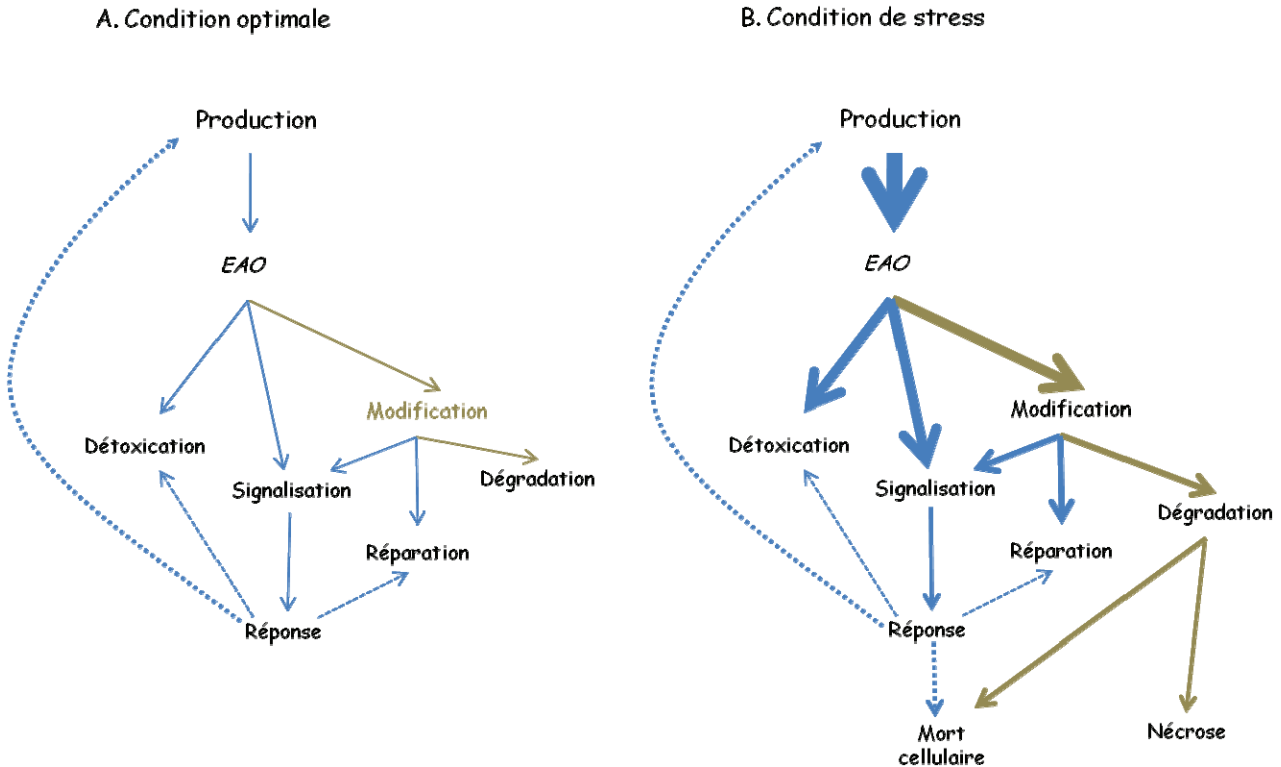 A. Condition optimale
Production
EAO
Modification
Détoxication
Dégradation
Signalisation
Réparation
Réponse
B. Condition de stress
Production
EAO
Modification
Détoxication
Signalisation
Dégradation
Réparation
Réponse
Mort
cellulaire
Nécrose